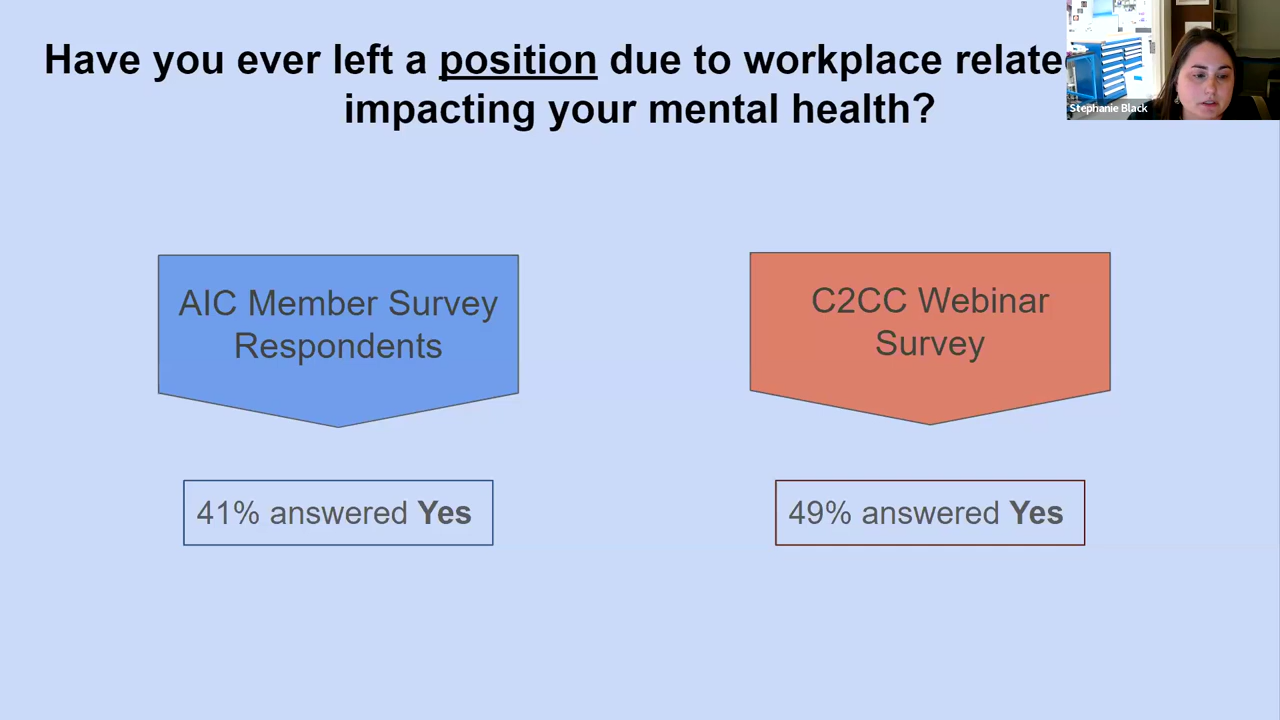 Have you ever left a position due to workplace relate
impacting your mental health?
Stephanie Black
AIC Member Survey
Respondents
C2CC Webinar
Survey
41% answered Yes
49% answered Yes